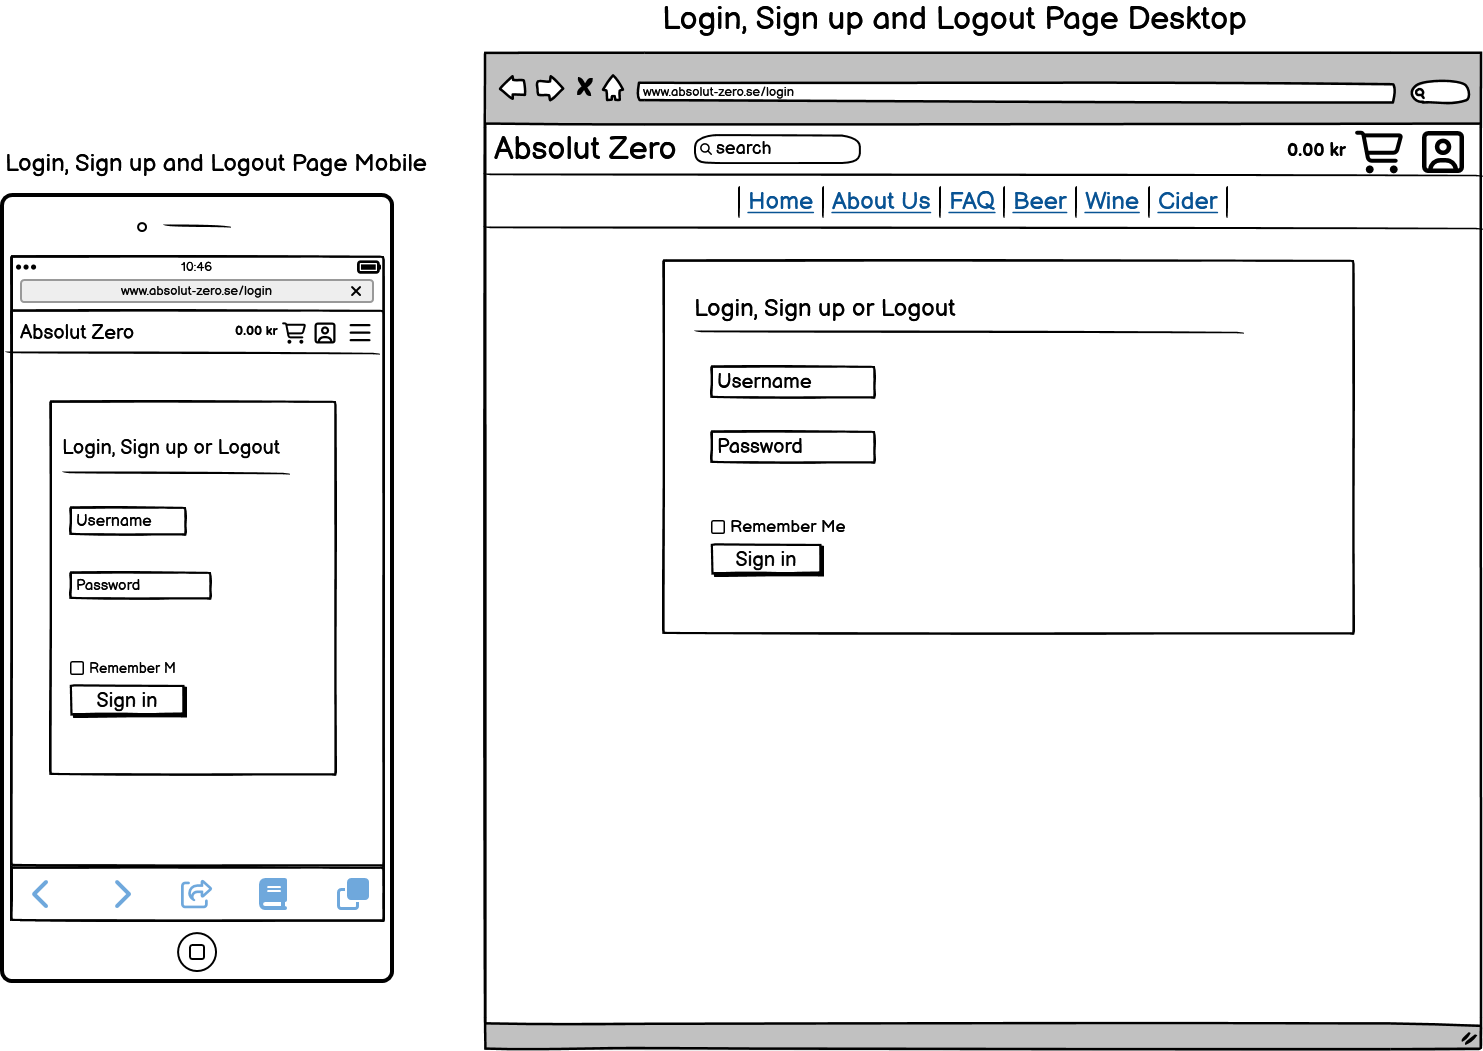 Login, Sign up and Logout Page Mobile
10:46
www.absolut-zero.se/login
Absolut Zero
0.00 kr
Login, Sign up or Logout
Username
Password
Remember M
Sign in
Login, Sign up and Logout Page Desktop
www.absolut-zero.se/login
Absolut Zero
search
0.00 kr
Home | About Us | FAQ | Beer | Wine | Cider
Login, Sign up or Logout
Username
Password
Remember Me
Sign in